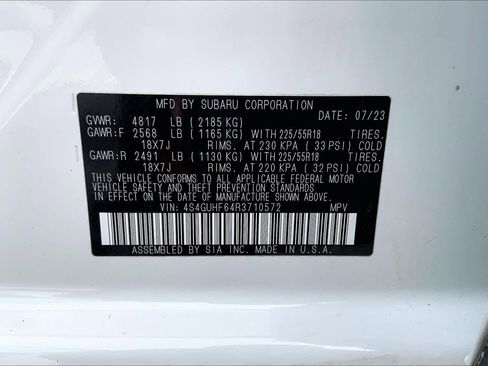 MFD BY SUBARU CORPORATION
GVWR: 4817 LB (2185 KG) DATE: 07/23
GAWR:F 2568 LB (1165 KG) WITH 225/55R18 TIRES.
18X7J RIMS. AT 230 KPA (33 PSI) COLD
GAWR:R 2491 LB (1130 KG) WITH 225/55R18 TIRES.
18X7J RIMS. AT 220 KPA (32 PSI) COLD
THIS VEHICLE CONFORMS TO ALL APPLICABLE FEDERAL MOTOR
VEHICLE SAFETY, BUMPER, AND THEFT PREVENTION STANDARDS
IN EFFECT ON THE DATE OF MANUFACTURE SHOWN ABOVE.
VIN: 4S4GUHF64R3710572 MPV
ASSEMBLED BY SIA INC. MADE IN U.S.A.